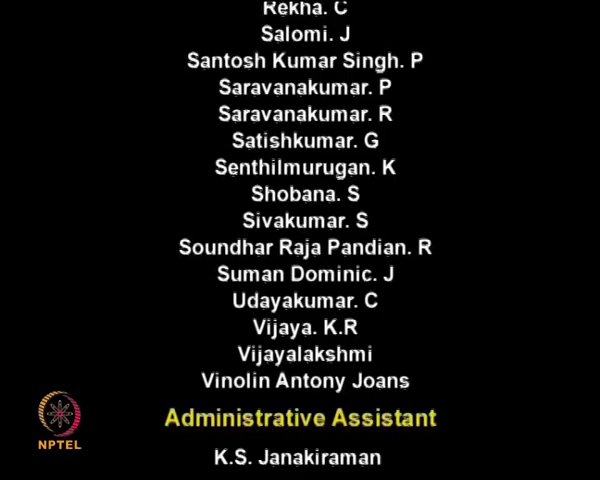 Rekha. C
Salomi. J
Santosh Kumar Singh. P
Saravanakumar. P
Saravanakumar. R
Satishkumar. G
Senthilmurugan. K
Shobana. S
Sivakumar. S
Soundhar Raja Pandian. R
Suman Dominic. J
Udayakumar. C
Vijaya. K.R
Vijayalakshmi
Vinolin Antony Joans
Administrative Assistant
NPTEL
K.S. Janakiraman